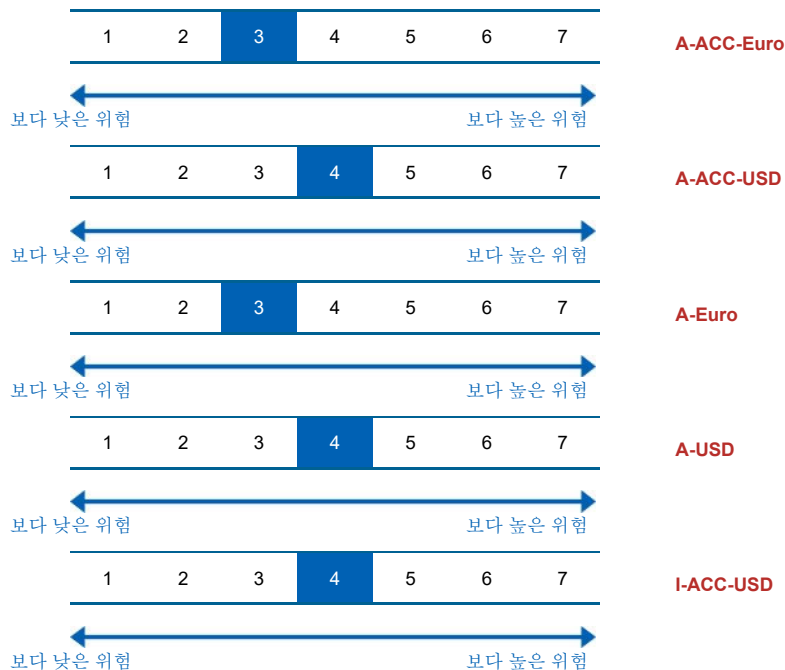 1 2 3 4 5 6 7 A-ACC-Euro
보다 낮은 위험 보다 높은 위험
1 2 3 4 5 6 7 A-ACC-USD
보다 낮은 위험 보다 높은 위험
1 2 3 4 5 6 7 A-Euro
보다 낮은 위험 보다 높은 위험
1 2 3 4 5 6 7 A-USD
보다 낮은 위험 보다 높은 위험
1 2 3 4 5 6 7 I-ACC-USD
보다 낮은 위험 보다 높은 위험